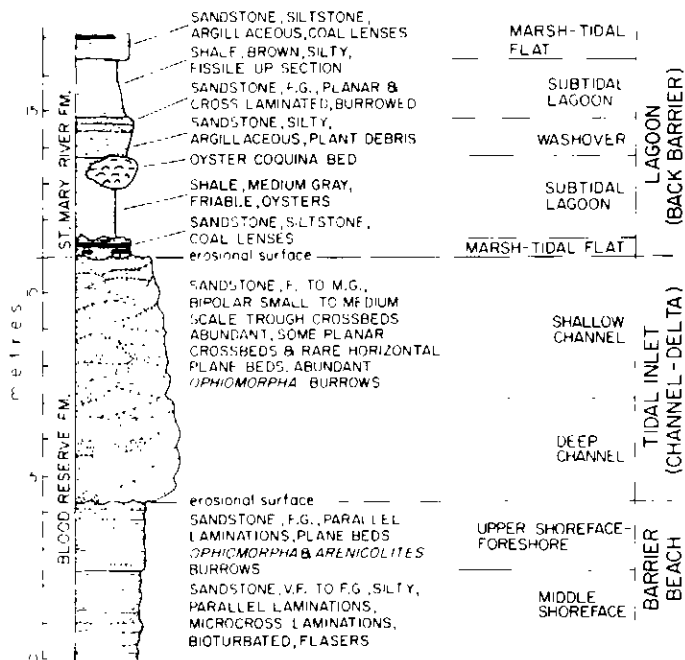 SANDSTONE, SILTSTONE,
ARGILLACEOUS, COAL LENSES
SHALE, BROWN, SILTY,
FISSILE UP SECTION
SANDSTONE, F.G., PLANAR &
CROSS LAMINATED, BURROWED
SANDSTONE, SILTY,
ARGILLACEOUS, PLANT DEBRIS
OYSTER COQUINA BED
SHALE, MEDIUM GRAY,
FRIABLE, OYSTERS
SANDSTONE, SILTSTONE,
COAL LENSES
erosional surface
SANDSTONE, F. TO M.G.,
BIPOLAR SMALL TO MEDIUM
SCALE TROUGH CROSSBEDS
ABUNDANT, SOME PLANAR
CROSSBEDS & RARE HORIZONTAL
PLANE BEDS. ABUNDANT
OPHIOMORPHA BURROWS
erosional surface
SANDSTONE, F.G., PARALLEL
LAMINATIONS, PLANE BEDS
OPHIOMORPHA & ARENICOLITES
BURROWS
SANDSTONE, V.F. TO F.G., SILTY,
PARALLEL LAMINATIONS,
MICROCROSS LAMINATIONS,
BIOTURBATED, FLASERS
MARSH-TIDAL
FLAT
SUBTIDAL
LAGOON
WASHOVER
SUBTIDAL
LAGOON
MARSH-TIDAL FLAT
SHALLOW
CHANNEL
DEEP
CHANNEL
UPPER SHOREFACE-
FORESHORE
MIDDLE
SHOREFACE
LAGOON
(BACK BARRIER)
TIDAL INLET
(CHANNEL-DELTA)
BARRIER
BEACH
ST. MARY RIVER FM.
BLOOD RESERVE FM.
metres
15
10
5
0